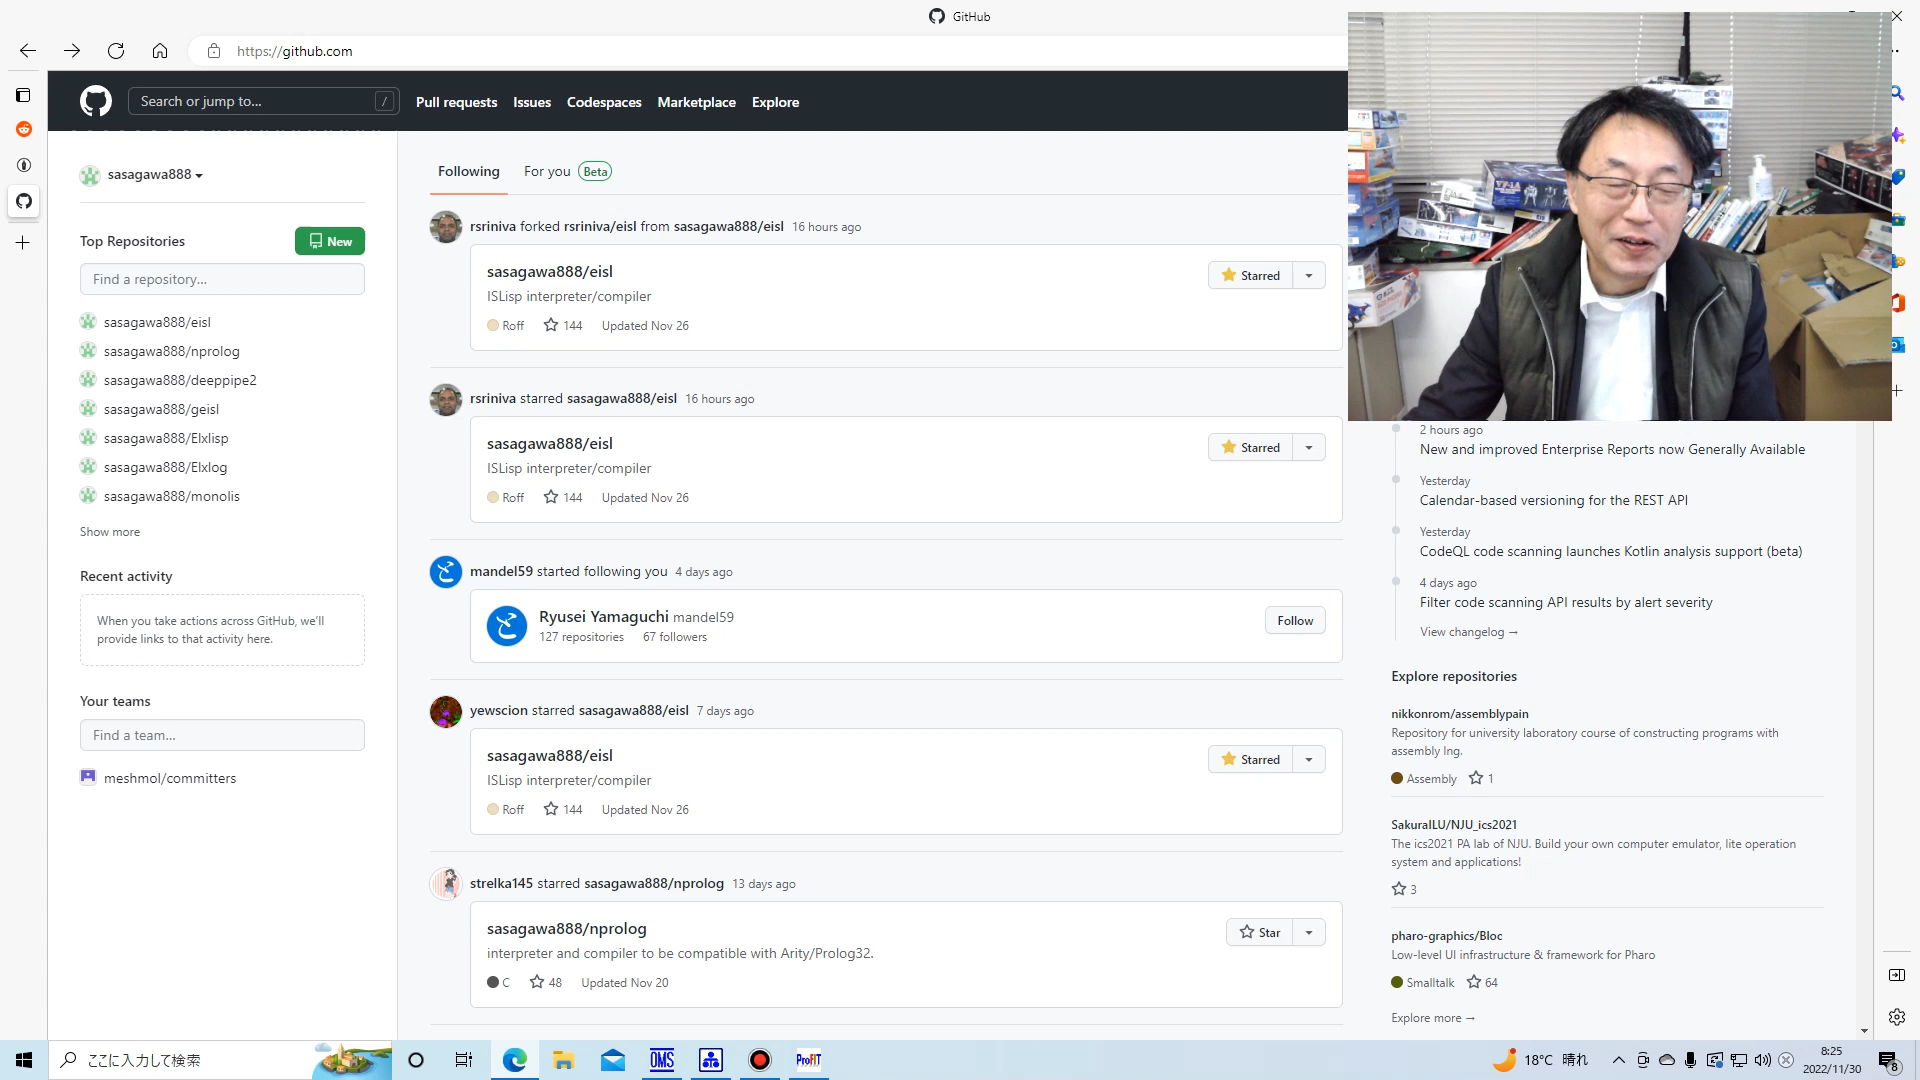 GitHub
https://github.com
Search or jump to...
/
Pull requests
Issues
Codespaces
Marketplace
Explore
sasagawa888
Top Repositories
New
Find a repository...
sasagawa888/eisl
sasagawa888/nprolog
sasagawa888/deeppipe2
sasagawa888/geisl
sasagawa888/Elxlisp
sasagawa888/Elxlog
sasagawa888/monolis
Show more
Recent activity
When you take actions across GitHub, we'll
provide links to that activity here.
Your teams
Find a team...
meshmol/committers
Following
For you Beta
rsriniva forked rsriniva/eisl from sasagawa888/eisl 16 hours ago
sasagawa888/eisl
Starred
ISLisp interpreter/compiler
Roff 144 Updated Nov 26
rsriniva starred sasagawa888/eisl 16 hours ago
sasagawa888/eisl
Starred
ISLisp interpreter/compiler
Roff 144 Updated Nov 26
mandel59 started following you 4 days ago
Ryusei Yamaguchi mandel59
Follow
127 repositories 67 followers
yewscion starred sasagawa888/eisl 7 days ago
sasagawa888/eisl
Starred
ISLisp interpreter/compiler
Roff 144 Updated Nov 26
strelka145 starred sasagawa888/nprolog 13 days ago
sasagawa888/nprolog
Star
interpreter and compiler to be compatible with Arity/Prolog32.
C 48 Updated Nov 20
2 hours ago
New and improved Enterprise Reports now Generally Available
Yesterday
Calendar-based versioning for the REST API
Yesterday
CodeQL code scanning launches Kotlin analysis support (beta)
4 days ago
Filter code scanning API results by alert severity
View changelog →
Explore repositories
nikkonrom/assemblypain
Repository for university laboratory course of constructing programs with
assembly lng.
Assembly 1
SakuraILU/NJU_ics2021
The ics2021 PA lab of NJU. Build your own computer emulator, lite operation
system and applications!
3
pharo-graphics/Bloc
Low-level UI infrastructure & framework for Pharo
Smalltalk 64
Explore more →
ここに入力して検索
OMS
ProFIT
18°C 晴れ
8:25
2022/11/30
8